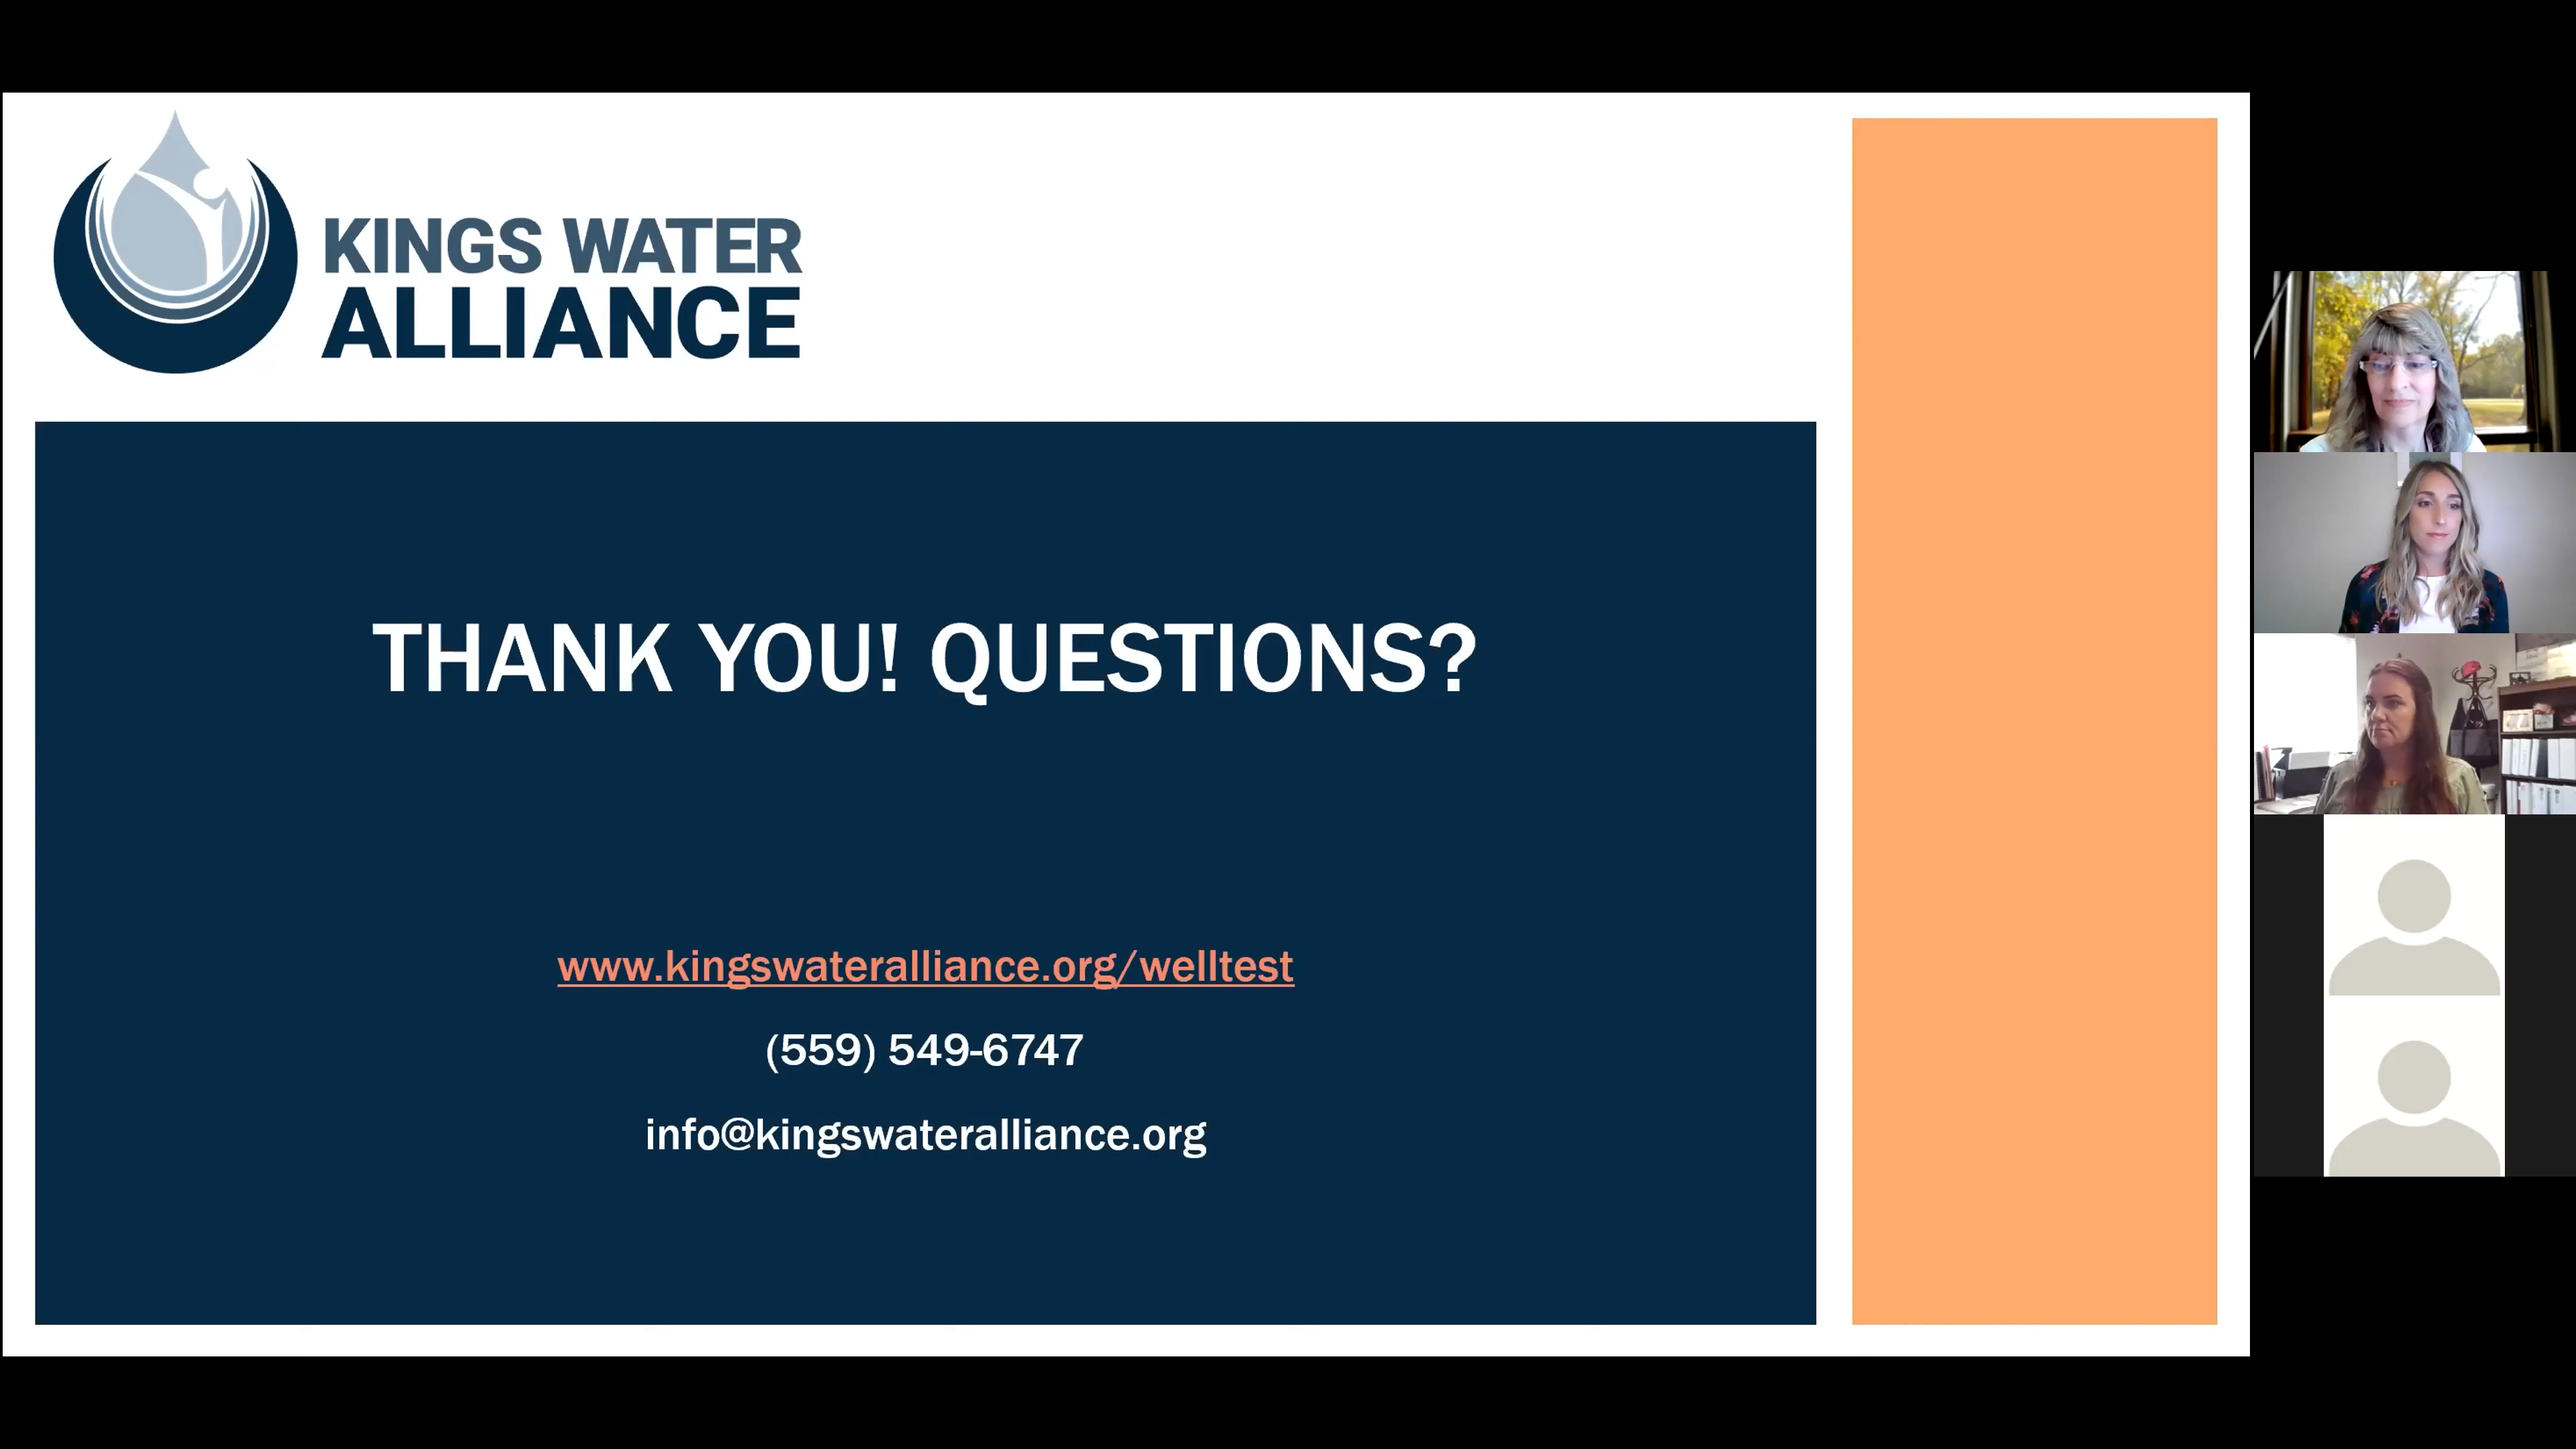 KINGS WATER
ALLIANCE
THANK YOU! QUESTIONS?
www.kingswateralliance.org/welltest
(559) 549-6747
info@kingswateralliance.org